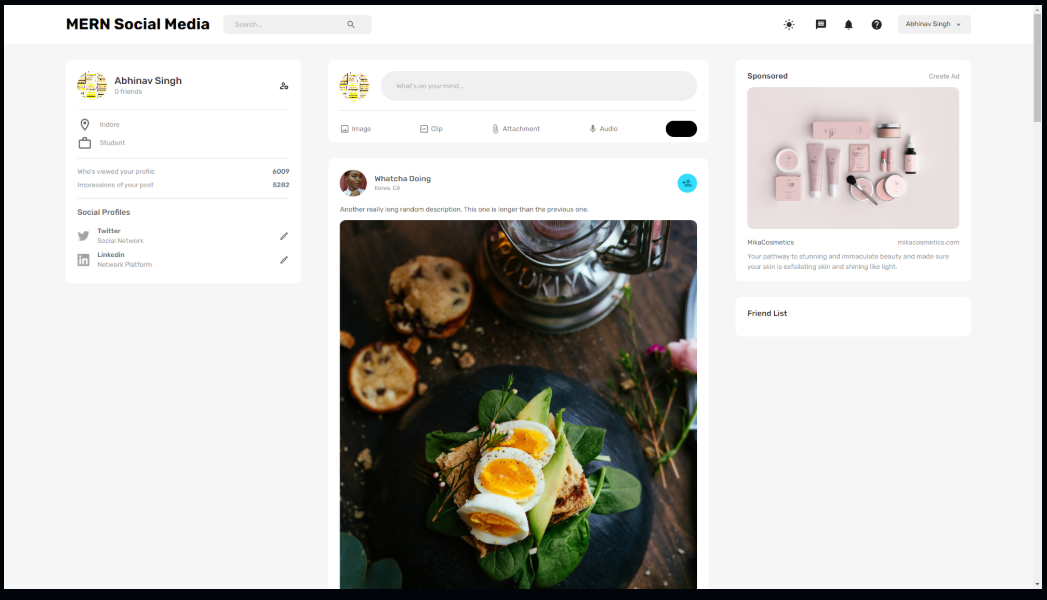 MERN Social Media
Search...
Abhinav Singh
Abhinav Singh
0 friends
Indore
Student
Who's viewed your profile 6009
Impressions of your post 5282
Social Profiles
Twitter
Social Network
Linkedin
Network Platform
What's on your mind...
Image Clip Attachment Audio
Whatcha Doing
Korea, CA
Another really long random description. This one is longer than the previous one.
OOKLYN
Sponsored Create Ad
MikaCosmetics mikacosmetics.com
Your pathway to stunning and immaculate beauty and made sure
your skin is exfoliating skin and shining like light.
Friend List